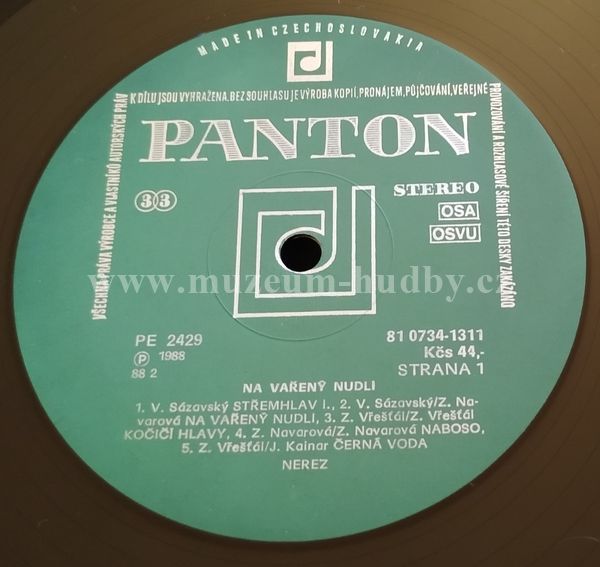 MADE IN CZECHOSLOVAKIA
VŠECHNA PRÁVA VÝROBCE A VLASTNÍKŮ AUTORSKÝCH PRÁV
K DÍLU JSOU VYHRAŽENA. BEZ SOUHLASU JE VÝROBA KOPIÍ, PRONÁJEM, PŮJČOVÁNÍ, VEŘEJNÉ
PROVOZOVÁNÍ A ROZHLASOVÉ ŠÍŘENÍ TÉTO DESKY ZAKÁZÁNO
PANTON
33
STEREO
OSA
OSVU
www.muzeum-hudby.cz
PE 2429
Ⓟ 1988
88 2
81 0734-1311
Kčs 44,-
STRANA 1
NA VAŘENÝ NUDLI
1. V. Sázavský STŘEMHLAV I., 2. V. Sázavský/Z. Na-
varová NA VAŘENÝ NUDLI, 3. Z. Vřešťál/Z. Vřešťál
KOČIČÍ HLAVY, 4. Z. Navarová/Z. Navarová NABOSO,
5. Z. Vřešťál/J. Kainar ČERNÁ VODA
NEREZ